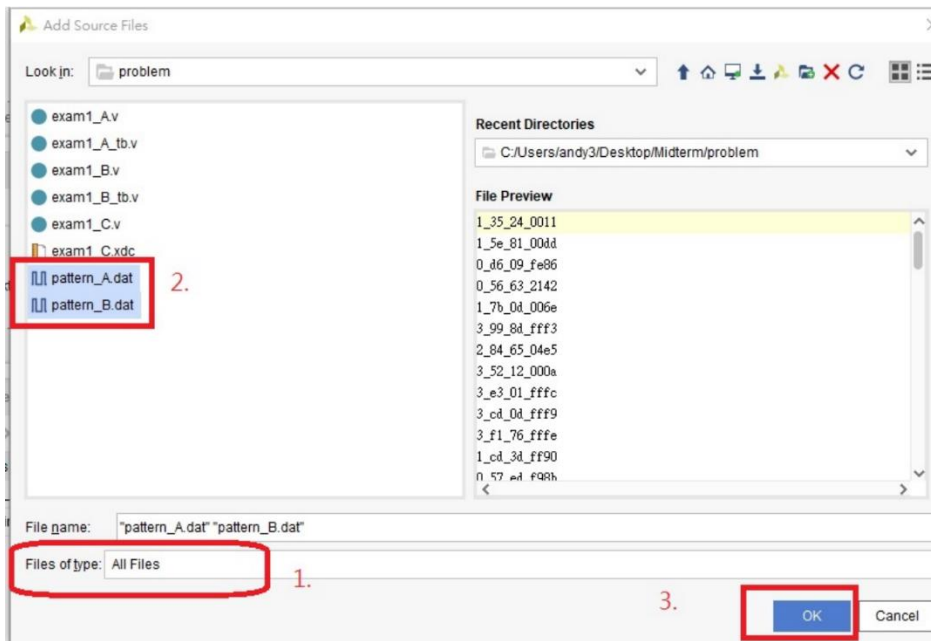 Add Source Files
Look in: problem
exam1_A.v
exam1_A_tb.v
exam1_B.v
exam1_B_tb.v
exam1_C.v
exam1_C.xdc
pattern_A.dat
pattern_B.dat
2.
Recent Directories
C:/Users/andy3/Desktop/Midterm/problem
File Preview
1_35_24_0011
1_5e_81_00dd
0_d6_09_fe86
0_56_63_2142
1_7b_0d_006e
3_99_8d_fff3
2_84_65_04e5
3_52_12_000a
3_e3_01_fffc
3_cd_0d_fff9
3_f1_76_fffe
1_cd_3d_ff90
0_57_ed_f98b
File name: "pattern_A.dat" "pattern_B.dat"
Files of type: All Files
1.
3.
OK
Cancel